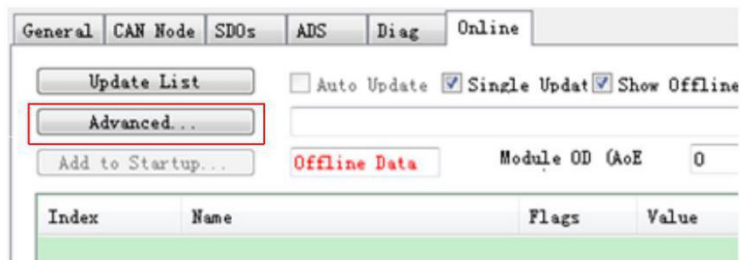 General CAN Node SDOs ADS Diag Online
Update List Auto Update Single Updat Show Offline
Advanced...
Add to Startup... Offline Data Module OD (AoE 0
Index Name Flags Value